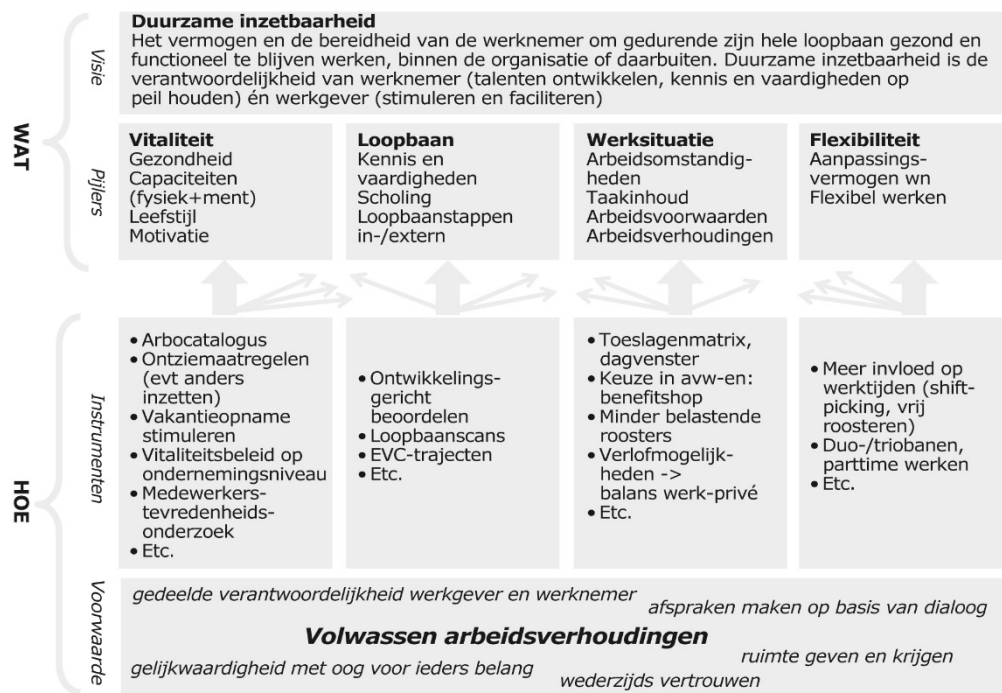 WAT
Visie
Duurzame inzetbaarheid
Het vermogen en de bereidheid van de werknemer om gedurende zijn hele loopbaan gezond en
functioneel te blijven werken, binnen de organisatie of daarbuiten. Duurzame inzetbaarheid is de
verantwoordelijkheid van werknemer (talenten ontwikkelen, kennis en vaardigheden op
peil houden) én werkgever (stimuleren en faciliteren)
Pijlers
Vitaliteit
Gezondheid
Capaciteiten
(fysiek+ment)
Leefstijl
Motivatie
Loopbaan
Kennis en
vaardigheden
Scholing
Loopbaanstappen
in-/extern
Werksituatie
Arbeidsomstandig-
heden
Taakinhoud
Arbeidsvoorwaarden
Arbeidsverhoudingen
Flexibiliteit
Aanpassings-
vermogen wn
Flexibel werken
HOE
Instrumenten
• Arbocatalogus
• Ontziemaatregelen
(evt anders
inzetten)
• Vakantieopname
stimuleren
• Vitaliteitsbeleid op
ondernemingsniveau
• Medewerkers-
tevredenheids-
onderzoek
• Etc.
• Ontwikkelings-
gericht
beoordelen
• Loopbaanscans
• EVC-trajecten
• Etc.
• Toeslagenmatrix,
dagvenster
• Keuze in avw-en:
benefitshop
• Minder belastende
roosters
• Verlofmogelijk-
heden ->
balans werk-privé
• Etc.
• Meer invloed op
werktijden (shift-
picking, vrij
roosteren)
• Duo-/triobanen,
parttime werken
• Etc.
Voorwaarde
gedeelde verantwoordelijkheid werkgever en werknemer
afspraken maken op basis van dialoog
Volwassen arbeidsverhoudingen
ruimte geven en krijgen
gelijkwaardigheid met oog voor ieders belang
wederzijds vertrouwen